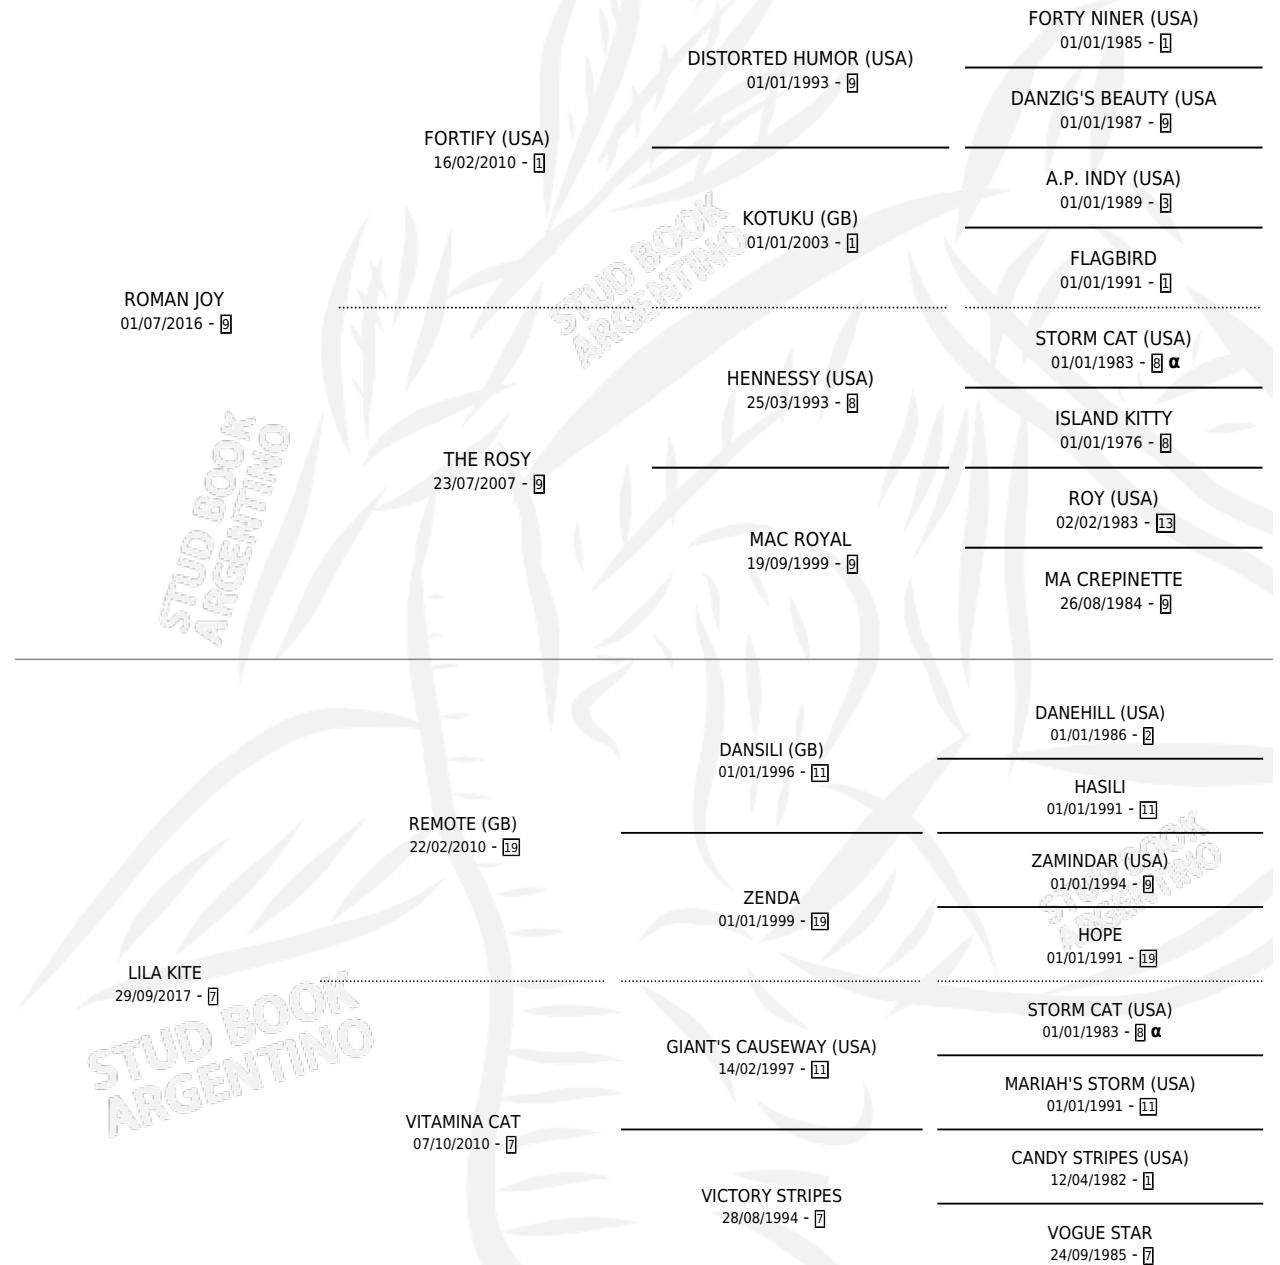 FORTY NINER (USA)
01/01/1985 - 1
DISTORTED HUMOR (USA)
01/01/1993 - 9
DANZIG'S BEAUTY (USA
01/01/1987 - 9
FORTIFY (USA)
16/02/2010 - 1
A.P. INDY (USA)
01/01/1989 - 3
KOTUKU (GB)
01/01/2003 - 1
FLAGBIRD
01/01/1991 - 1
STUD BOOK
ARGENTINO
ROMAN JOY
01/07/2016 - 9
STORM CAT (USA)
01/01/1983 - 8 α
HENNESSY (USA)
25/03/1993 - 8
ISLAND KITTY
01/01/1976 - 8
THE ROSY
23/07/2007 - 9
ROY (USA)
02/02/1983 - 13
MAC ROYAL
19/09/1999 - 9
MA CREPINETTE
26/08/1984 - 9
STUD BOOK
ARGENTINO
DANEHILL (USA)
01/01/1986 - 2
DANSILI (GB)
01/01/1996 - 11
HASILI
01/01/1991 - 11
REMOTE (GB)
22/02/2010 - 19
ZAMINDAR (USA)
01/01/1994 - 9
ZENDA
01/01/1999 - 19
HOPE
01/01/1991 - 19
STUD BOOK
ARGENTINO
LILA KITE
29/09/2017 - 7
STORM CAT (USA)
01/01/1983 - 8 α
GIANT'S CAUSEWAY (USA)
14/02/1997 - 11
MARIAH'S STORM (USA)
01/01/1991 - 11
VITAMINA CAT
07/10/2010 - 7
CANDY STRIPES (USA)
12/04/1982 - 1
VICTORY STRIPES
28/08/1994 - 7
VOGUE STAR
24/09/1985 - 7
STUD BOOK
ARGENTINO